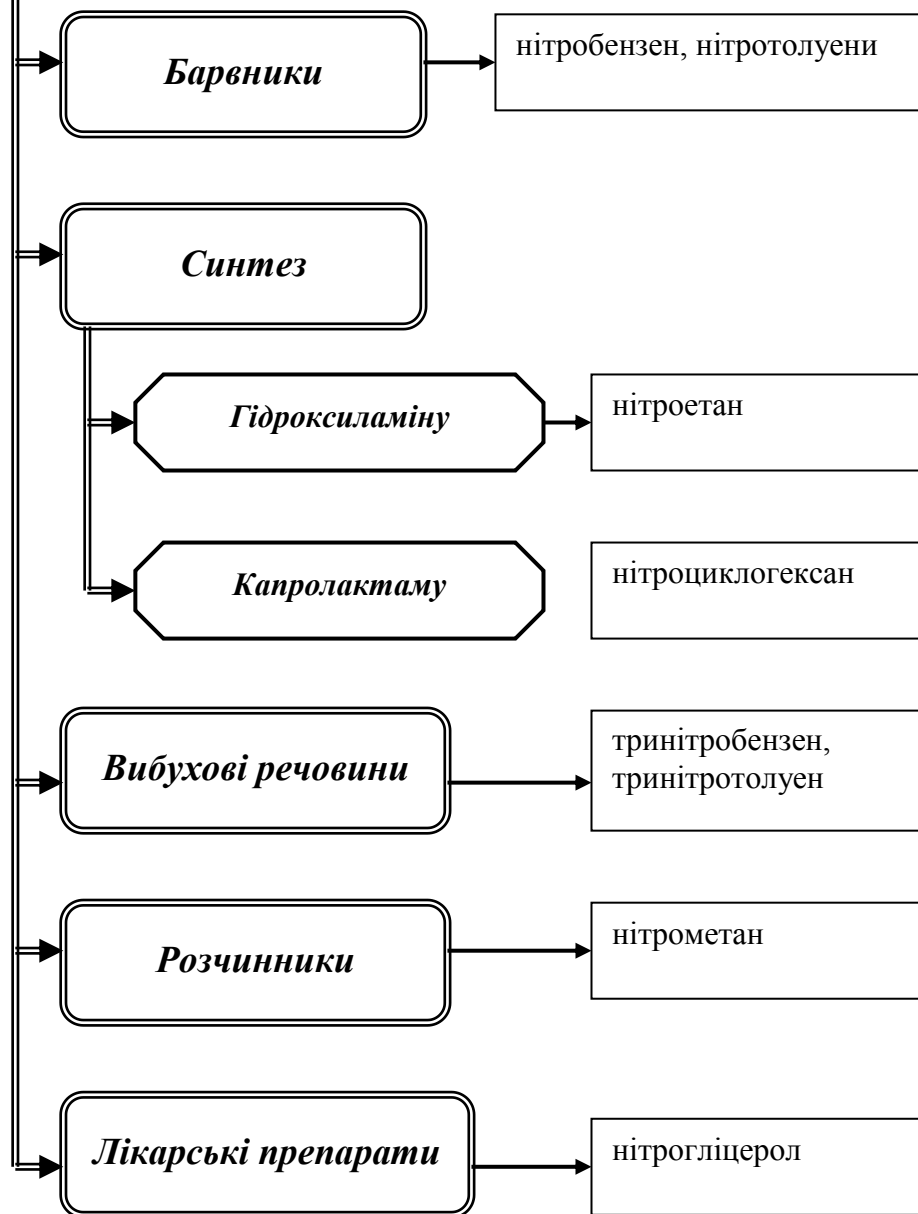 Барвники
нітробензен, нітротолуени
Синтез
Гідроксиламіну
нітроетан
Капролактаму
нітроциклогексан
Вибухові речовини
тринітробензен,
тринітротолуен
Розчинники
нітрометан
Лікарські препарати
нітрогліцерол